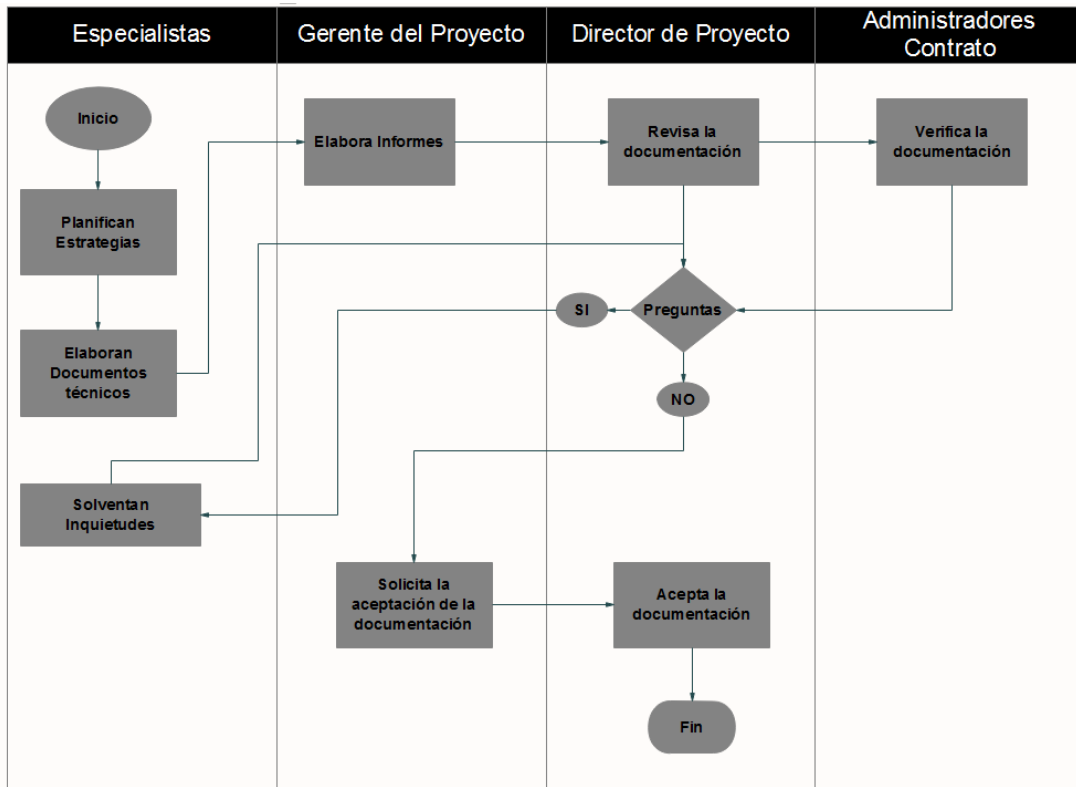 Especialistas
Gerente del Proyecto
Director de Proyecto
Administradores
Contrato
Inicio
Elabora Informes
Revisa la
documentación
Verifica la
documentación
Planifican
Estrategias
Preguntas
SI
Elaboran
Documentos
técnicos
NO
Solventan
Inquietudes
Solicita la
aceptación de la
documentación
Acepta la
documentación
Fin